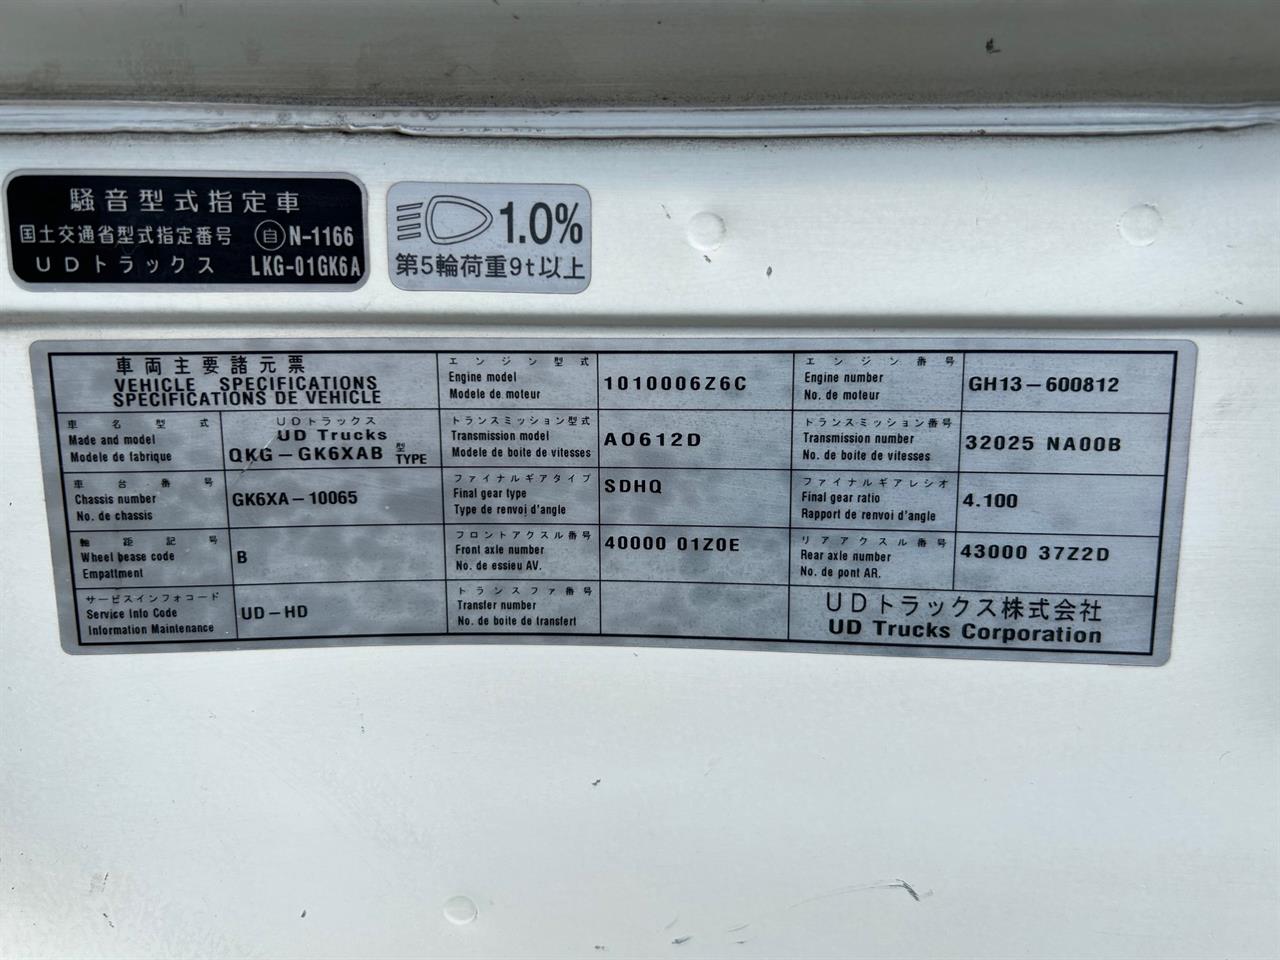 騒音型式指定車
国土交通省型式指定番号 自 N-1166
UDトラックス LKG-01GK6A
1.0%
第5輪荷重9t以上
車両主要諸元票
VEHICLE SPECIFICATIONS
SPECIFICATIONS DE VEHICLE
エンジン型式
Engine model
Modele de moteur
1010006Z6C
エンジン番号
Engine number
No. de moteur
GH13-600812
車名型式
Made and model
Modele de fabrique
UDトラックス
UD Trucks
QKG-GK6XAB 型
TYPE
トランスミッション型式
Transmission model
Modele de boite de vitesses
AO612D
トランスミッション番号
Transmission number
No. de boite de vitesses
32025 NA00B
車台番号
Chassis number
No. de chassis
GK6XA-10065
ファイナルギアタイプ
Final gear type
Type de renvoi d'angle
SDHQ
ファイナルギアレシオ
Final gear ratio
Rapport de renvoi d'angle
4.100
軸距記号
Wheel bease code
Empattment
B
フロントアクスル番号
Front axle number
No. de essieu AV.
40000 01Z0E
リアアクスル番号
Rear axle number
No. de pont AR.
43000 37Z2D
サービスインフォコード
Service Info Code
Information Maintenance
UD-HD
トランスファ番号
Transfer number
No. de boite de transfert
UDトラックス株式会社
UD Trucks Corporation